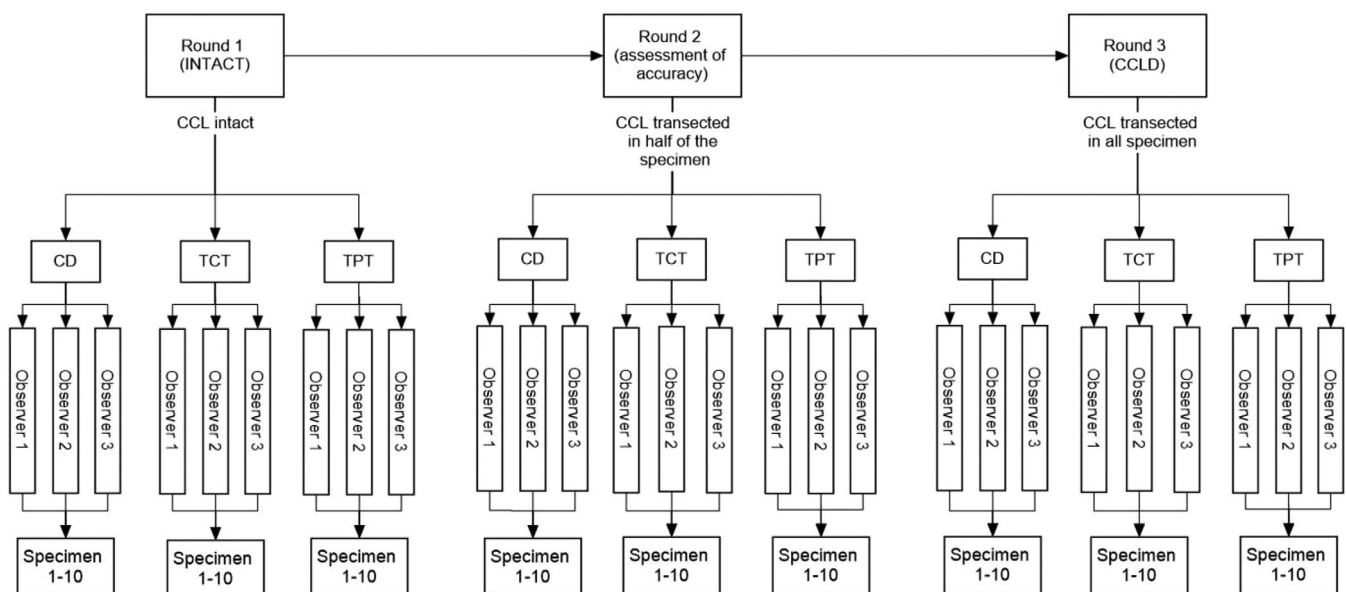 Round 1
(INTACT)
Round 2
(assessment of
accuracy)
Round 3
(CCLD)
CCL intact
CCL transected
in half of the
specimen
CCL transected
in all specimen
CD
TCT
TPT
CD
TCT
TPT
CD
TCT
TPT
Observer 1
Observer 2
Observer 3
Observer 1
Observer 2
Observer 3
Observer 1
Observer 2
Observer 3
Observer 1
Observer 2
Observer 3
Observer 1
Observer 2
Observer 3
Observer 1
Observer 2
Observer 3
Observer 1
Observer 2
Observer 3
Observer 1
Observer 2
Observer 3
Observer 1
Observer 2
Observer 3
Specimen
1-10
Specimen
1-10
Specimen
1-10
Specimen
1-10
Specimen
1-10
Specimen
1-10
Specimen
1-10
Specimen
1-10
Specimen
1-10